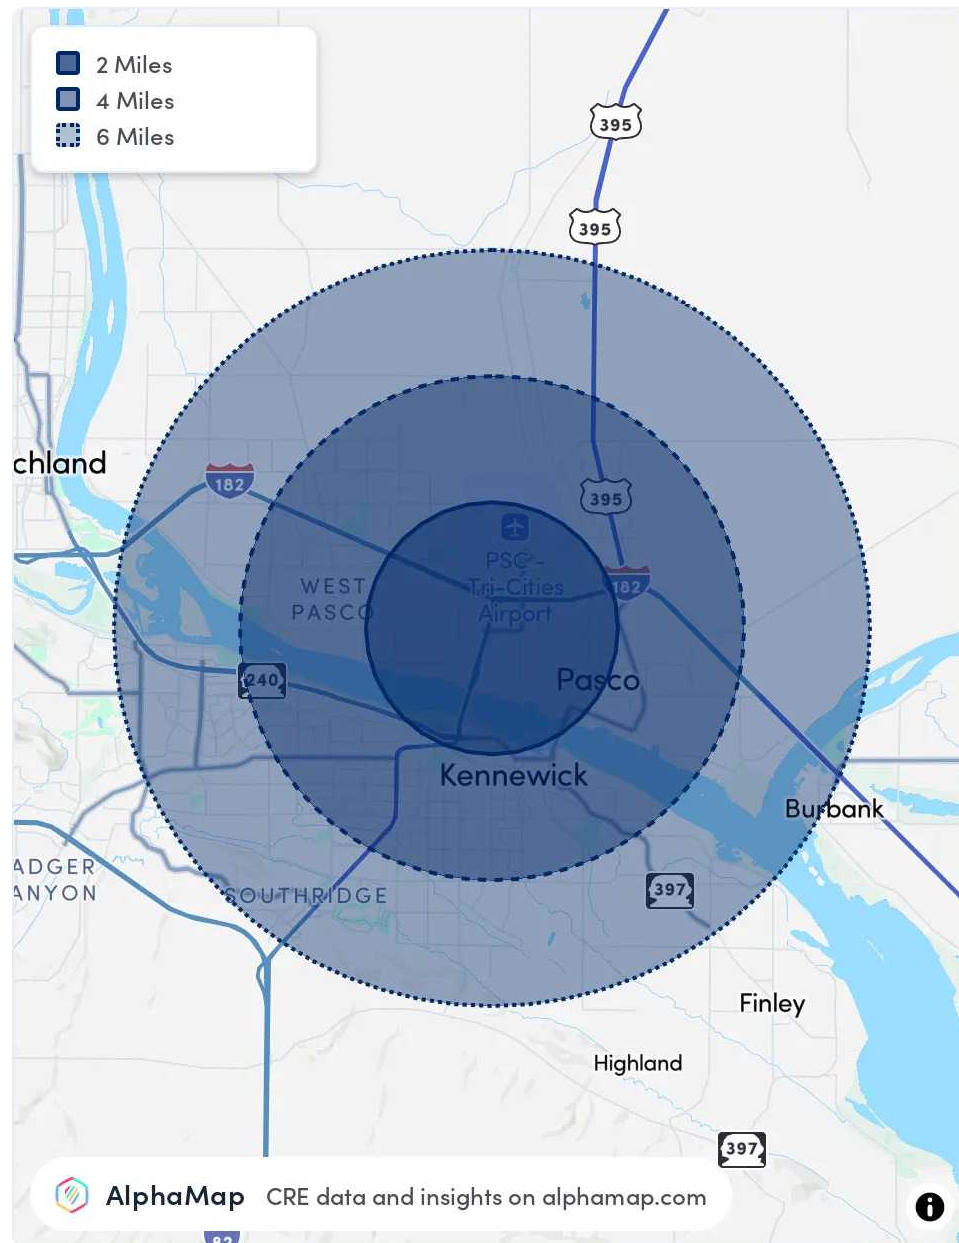 2 Miles
4 Miles
6 Miles
395
395
chland
182
395
PSC -
Tri-Cities
Airport
182
WEST
PASCO
240
Pasco
Kennewick
Burbank
ADGER
ANYON
SOUTHRIDGE
397
Finley
Highland
397
AlphaMap CRE data and insights on alphamap.com
82